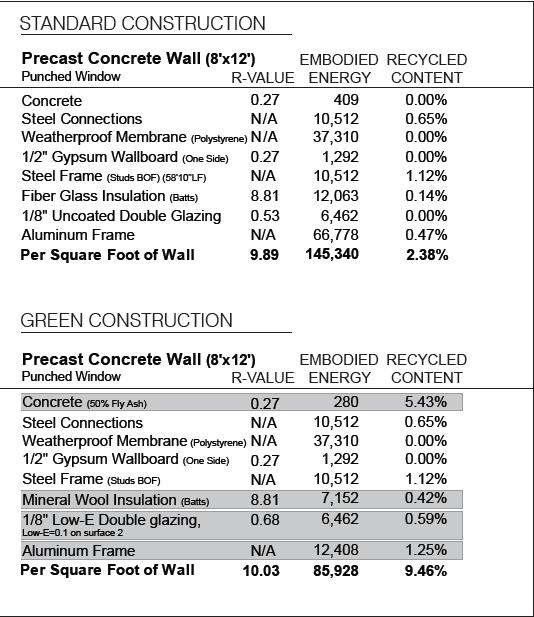 STANDARD CONSTRUCTION
Precast Concrete Wall (8'x12') EMBODIED RECYCLED
Punched Window R-VALUE ENERGY CONTENT
Concrete 0.27 409 0.00%
Steel Connections N/A 10,512 0.65%
Weatherproof Membrane (Polystyrene) N/A 37,310 0.00%
1/2" Gypsum Wallboard (One Side) 0.27 1,292 0.00%
Steel Frame (Studs BOF) (58'10"LF) N/A 10,512 1.12%
Fiber Glass Insulation (Batts) 8.81 12,063 0.14%
1/8" Uncoated Double Glazing 0.53 6,462 0.00%
Aluminum Frame N/A 66,778 0.47%
Per Square Foot of Wall 9.89 145,340 2.38%
GREEN CONSTRUCTION
Precast Concrete Wall (8'x12') EMBODIED RECYCLED
Punched Window R-VALUE ENERGY CONTENT
Concrete (50% Fly Ash) 0.27 280 5.43%
Steel Connections N/A 10,512 0.65%
Weatherproof Membrane (Polystyrene) N/A 37,310 0.00%
1/2" Gypsum Wallboard (One Side) 0.27 1,292 0.00%
Steel Frame (Studs BOF) N/A 10,512 1.12%
Mineral Wool Insulation (Batts) 8.81 7,152 0.42%
1/8" Low-E Double glazing, 0.68 6,462 0.59%
Low-E=0.1 on surface 2
Aluminum Frame N/A 12,408 1.25%
Per Square Foot of Wall 10.03 85,928 9.46%